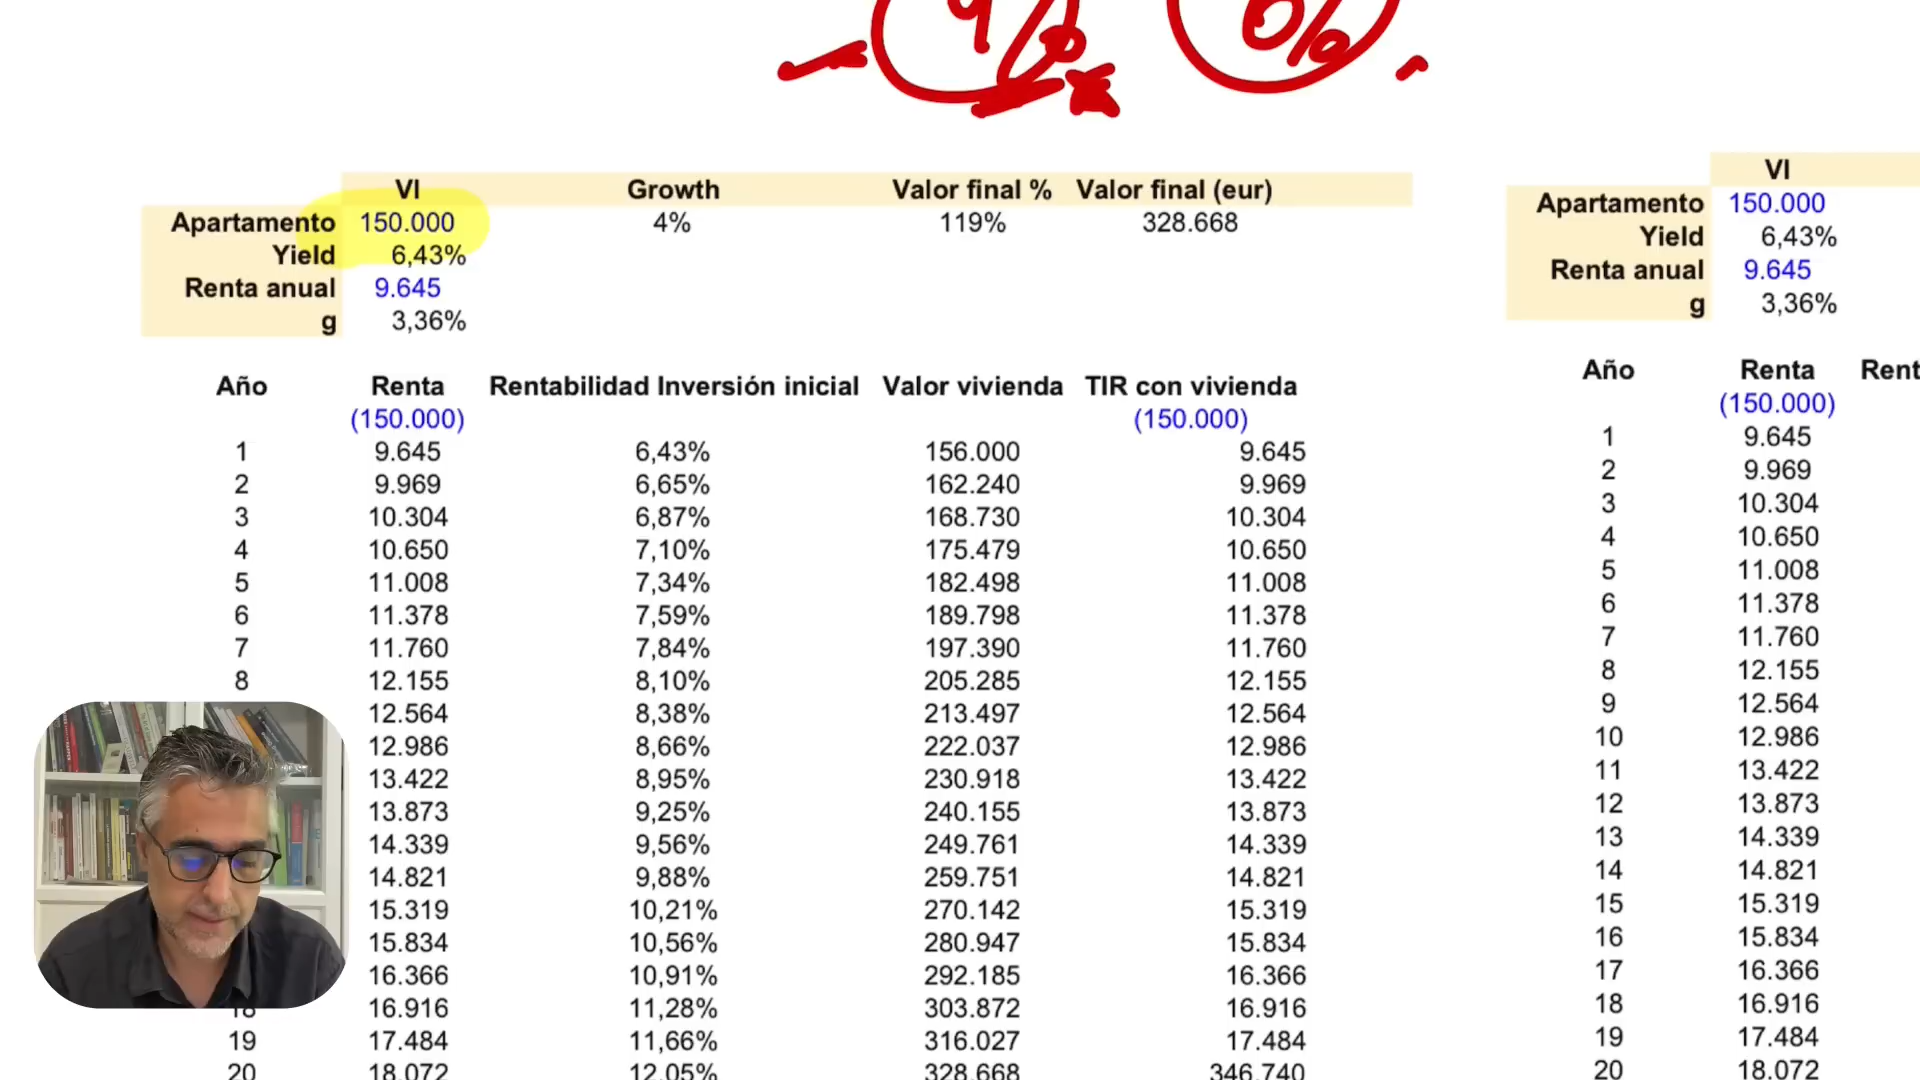 4%
6%
VI Growth Valor final % Valor final (eur)
Apartamento 150.000 4% 119% 328.668
Yield 6,43%
Renta anual 9.645
g 3,36%
Año Renta Rentabilidad Inversión inicial Valor vivienda TIR con vivienda
(150.000) (150.000)
1 9.645 6,43% 156.000 9.645
2 9.969 6,65% 162.240 9.969
3 10.304 6,87% 168.730 10.304
4 10.650 7,10% 175.479 10.650
5 11.008 7,34% 182.498 11.008
6 11.378 7,59% 189.798 11.378
7 11.760 7,84% 197.390 11.760
8 12.155 8,10% 205.285 12.155
12.564 8,38% 213.497 12.564
12.986 8,66% 222.037 12.986
13.422 8,95% 230.918 13.422
13.873 9,25% 240.155 13.873
14.339 9,56% 249.761 14.339
14.821 9,88% 259.751 14.821
15.319 10,21% 270.142 15.319
15.834 10,56% 280.947 15.834
16.366 10,91% 292.185 16.366
18 16.916 11,28% 303.872 16.916
19 17.484 11,66% 316.027 17.484
20 18.072 12,05% 328.668 346.740
VI
Apartamento 150.000
Yield 6,43%
Renta anual 9.645
g 3,36%
Año Renta Rent
(150.000)
1 9.645
2 9.969
3 10.304
4 10.650
5 11.008
6 11.378
7 11.760
8 12.155
9 12.564
10 12.986
11 13.422
12 13.873
13 14.339
14 14.821
15 15.319
16 15.834
17 16.366
18 16.916
19 17.484
20 18.072